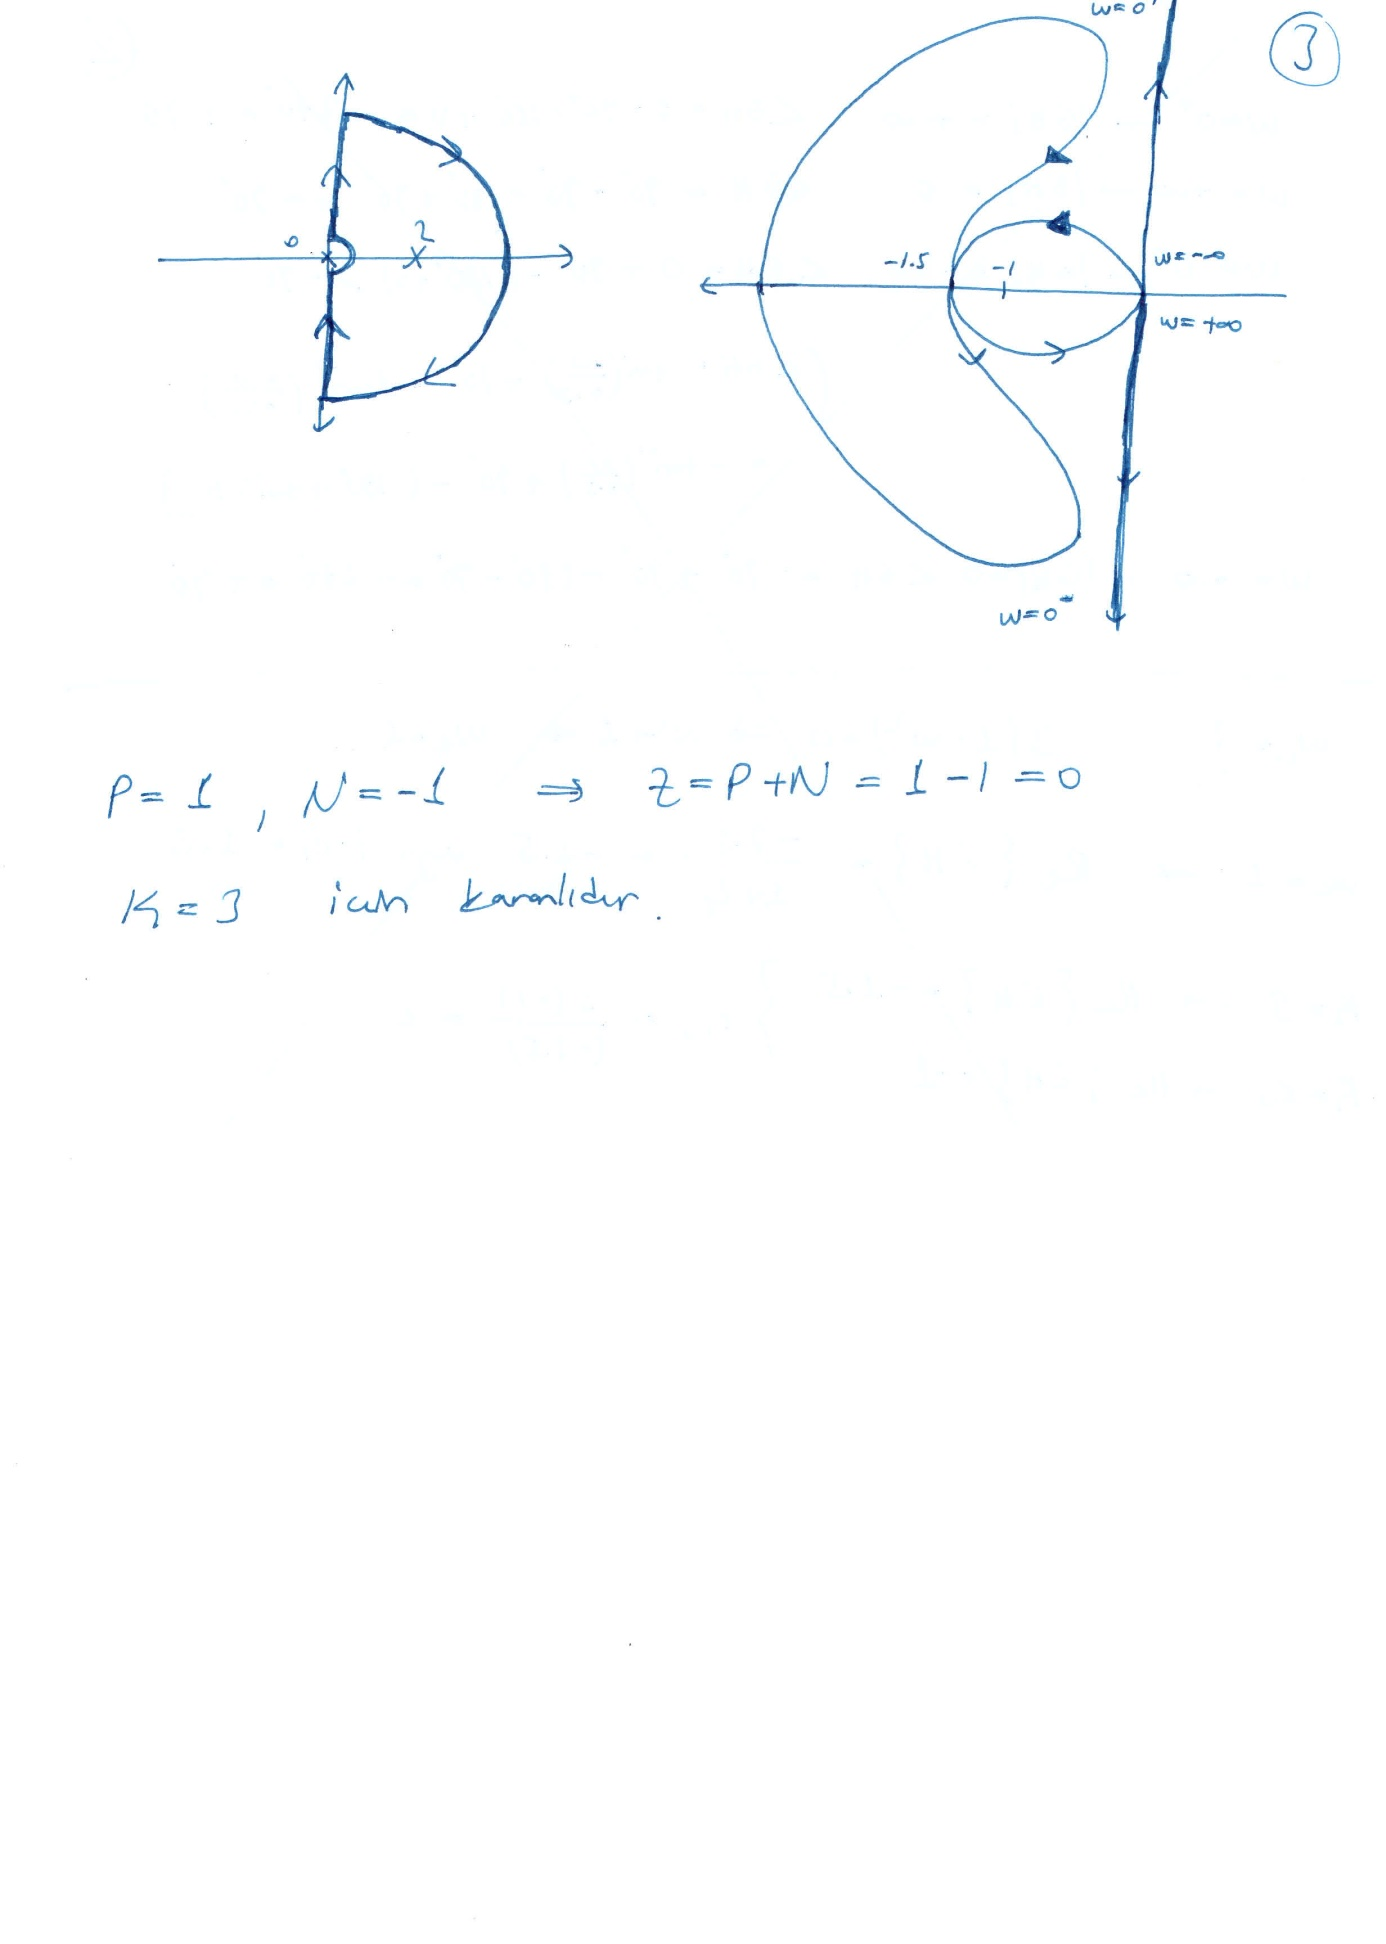 w=0⁺
3
0
2
-1.5
-1
w=-∞
w=+∞
w=0⁻
P=1 , N=-1 ⇒ Z=P+N = 1-1 =0
K=3 için kararlıdır.